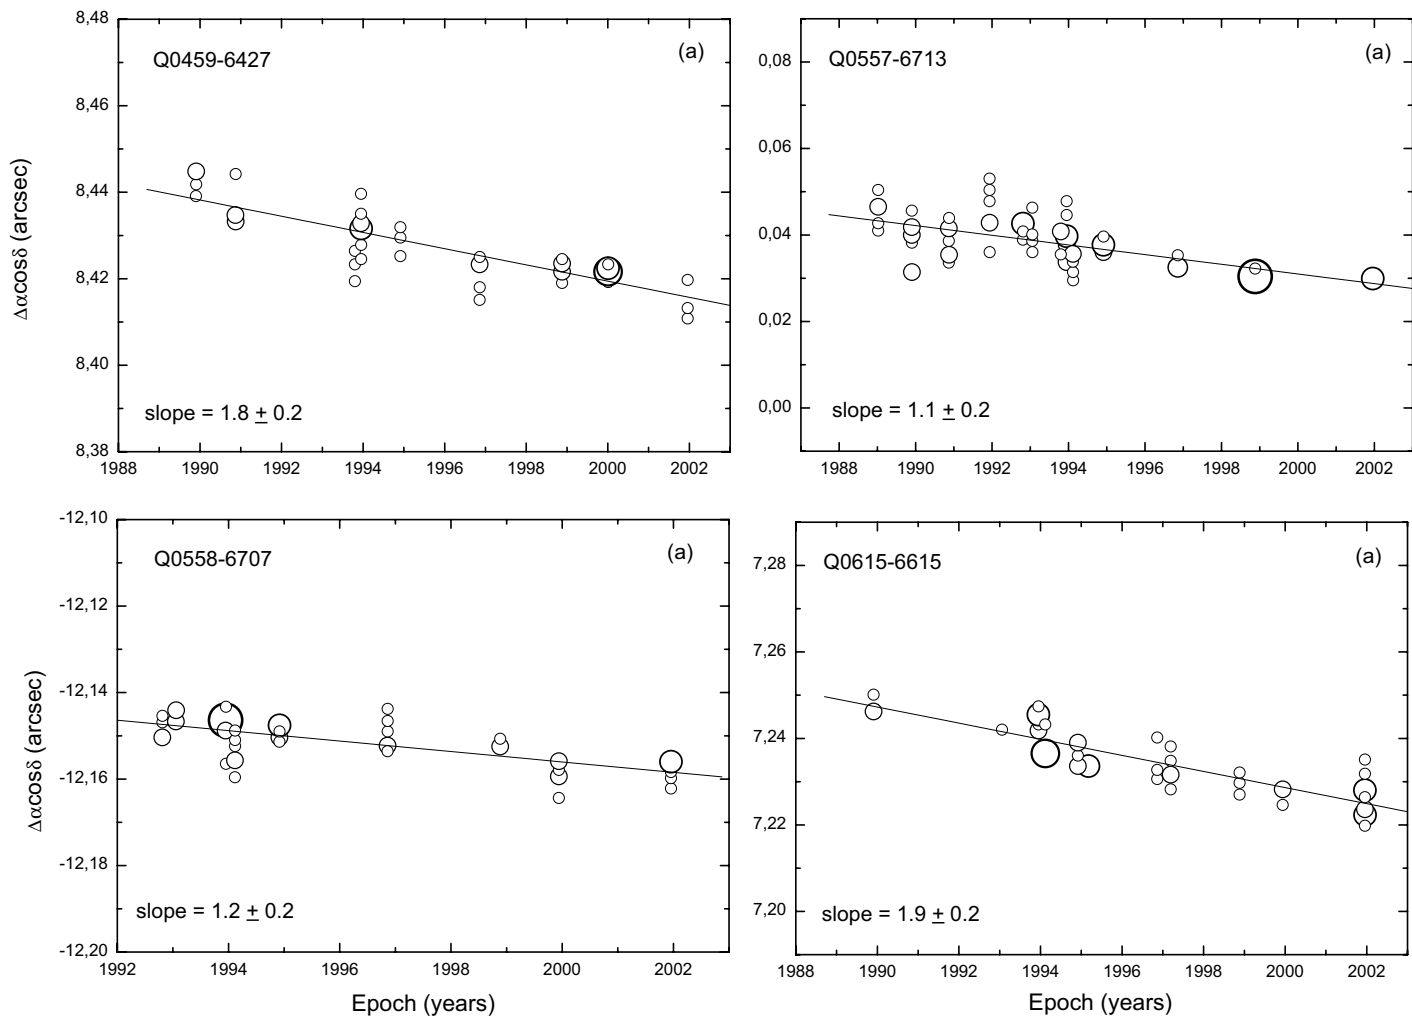 Q0459-6427
(a)
Δαcosδ (arcsec)
8,48
8,46
8,44
8,42
8,40
8,38
slope = 1.8 ± 0.2
1988 1990 1992 1994 1996 1998 2000 2002
Q0557-6713
(a)
0,08
0,06
0,04
0,02
0,00
slope = 1.1 ± 0.2
1988 1990 1992 1994 1996 1998 2000 2002
Q0558-6707
(a)
Δαcosδ (arcsec)
-12,10
-12,12
-12,14
-12,16
-12,18
-12,20
slope = 1.2 ± 0.2
1992 1994 1996 1998 2000 2002
Epoch (years)
Q0615-6615
(a)
7,28
7,26
7,24
7,22
7,20
slope = 1.9 ± 0.2
1988 1990 1992 1994 1996 1998 2000 2002
Epoch (years)